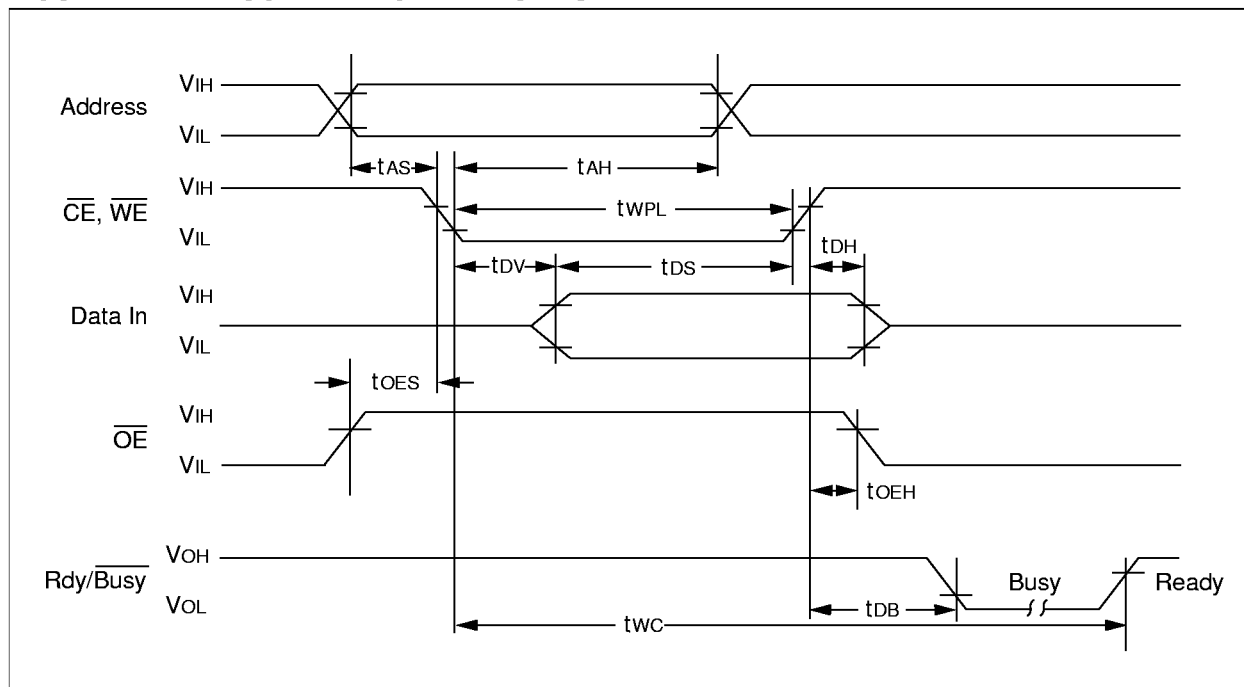 Address
VIH
VIL
tAS
tAH
CE, WE
VIH
VIL
tWPL
tDH
tDV
tDS
Data In
VIH
VIL
tOES
OE
VIH
VIL
tOEH
Rdy/Busy
VOH
VOL
Busy
Ready
tDB
tWC